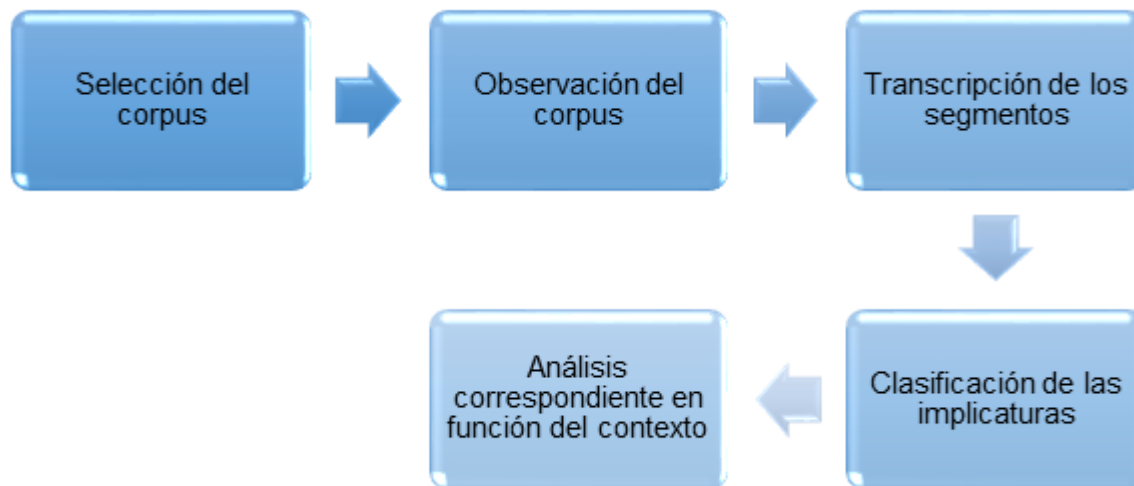 Selección del
corpus
Observación del
corpus
Transcripción de los
segmentos
Clasificación de las
implicaturas
Análisis
correspondiente en
función del contexto